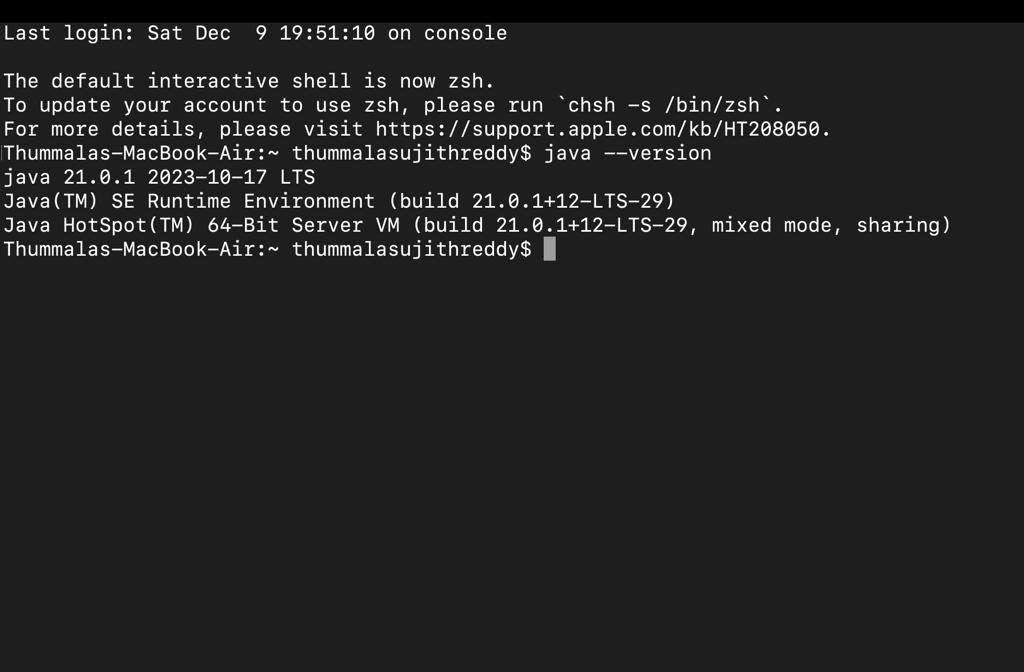 Last login: Sat Dec  9 19:51:10 on console
The default interactive shell is now zsh.
To update your account to use zsh, please run `chsh -s /bin/zsh`.
For more details, please visit https://support.apple.com/kb/HT208050.
Thummalas-MacBook-Air:~ thummalasujithreddy$ java --version
java 21.0.1 2023-10-17 LTS
Java(TM) SE Runtime Environment (build 21.0.1+12-LTS-29)
Java HotSpot(TM) 64-Bit Server VM (build 21.0.1+12-LTS-29, mixed mode, sharing)
Thummalas-MacBook-Air:~ thummalasujithreddy$